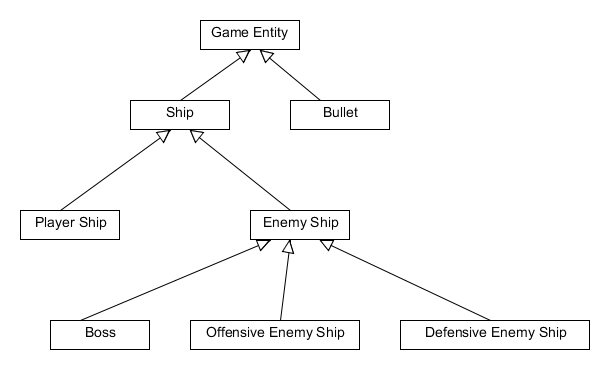 Game Entity
Ship
Bullet
Player Ship
Enemy Ship
Boss
Offensive Enemy Ship
Defensive Enemy Ship